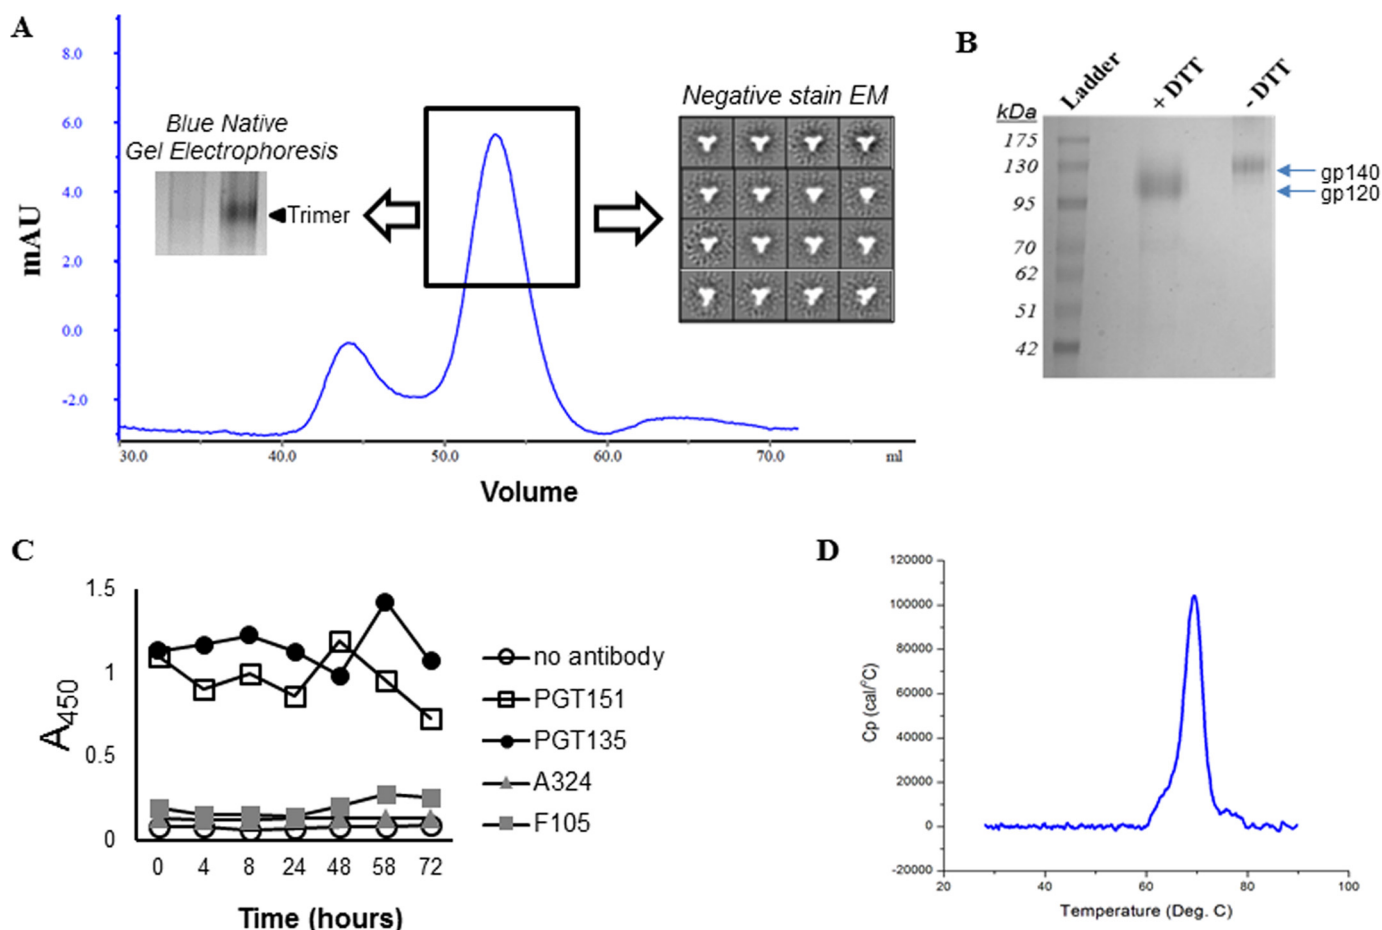 A
8.0
6.0
4.0
2.0
0.0
-2.0
mAU
30.0 40.0 50.0 60.0 70.0 ml
Volume
Blue Native
Gel Electrophoresis
Trimer
Negative stain EM
B
kDa
Ladder
+ DTT
- DTT
175
130
95
70
62
51
42
gp140
gp120
C
1.5
1
0.5
0
A450
0 4 8 24 48 58 72
Time (hours)
no antibody
PGT151
PGT135
A324
F105
D
120000
100000
80000
60000
40000
20000
0
-20000
Cp (cal/°C)
20 40 60 80 100
Temperature (Deg. C)